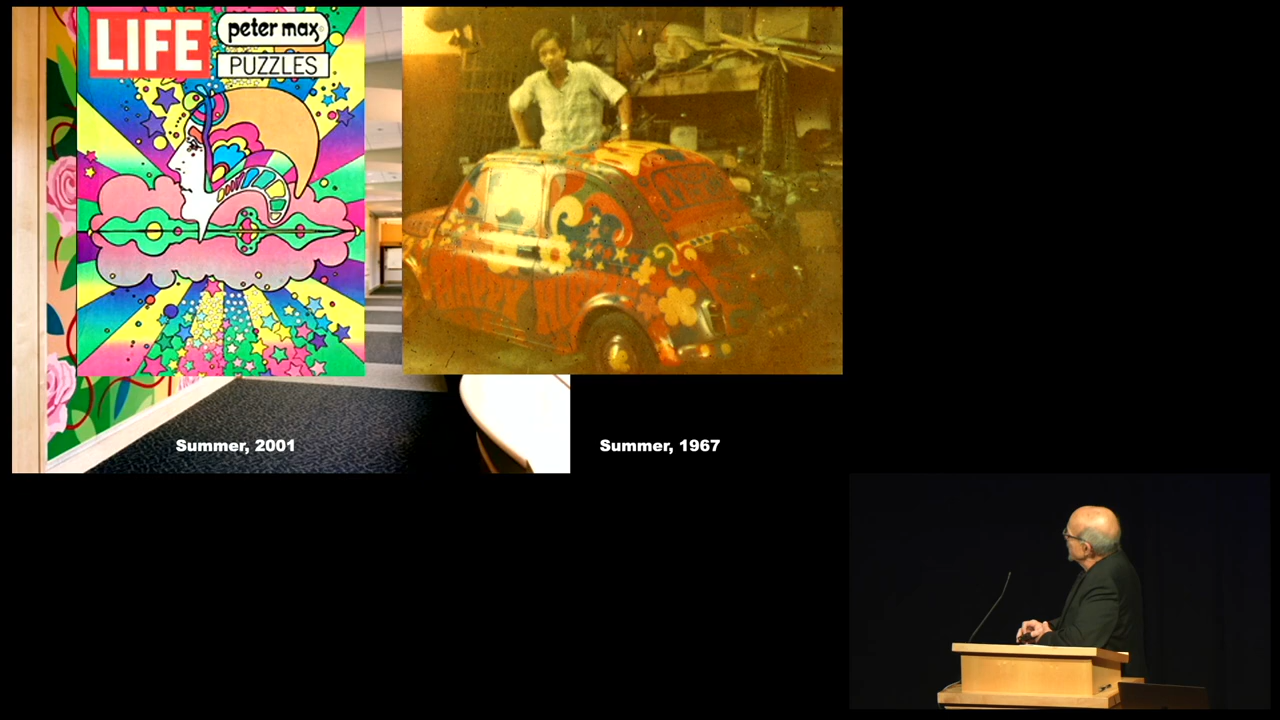 LIFE
peter max
PUZZLES
Summer, 2001
Summer, 1967